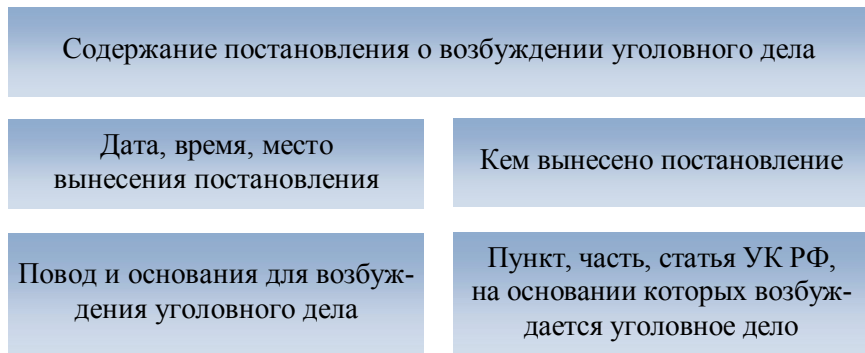 Содержание постановления о возбуждении уголовного дела
Дата, время, место
вынесения постановления
Кем вынесено постановление
Повод и основания для возбуж-
дения уголовного дела
Пункт, часть, статья УК РФ,
на основании которых возбуж-
дается уголовное дело